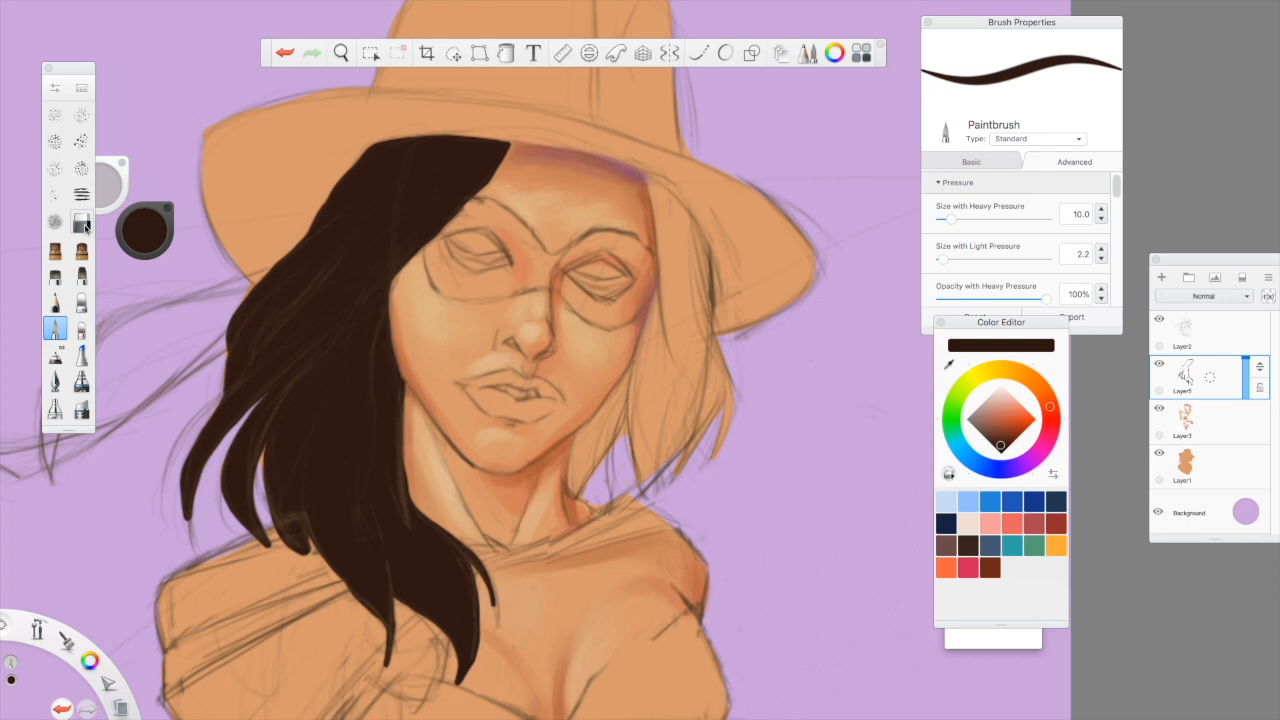 T
Brush Properties
Paintbrush
Type: Standard
Basic
Advanced
Pressure
Size with Heavy Pressure
10.0
Size with Light Pressure
2.2
Opacity with Heavy Pressure
100%
Export
Color Editor
Normal
Layer2
Layer5
Layer3
Layer1
Background